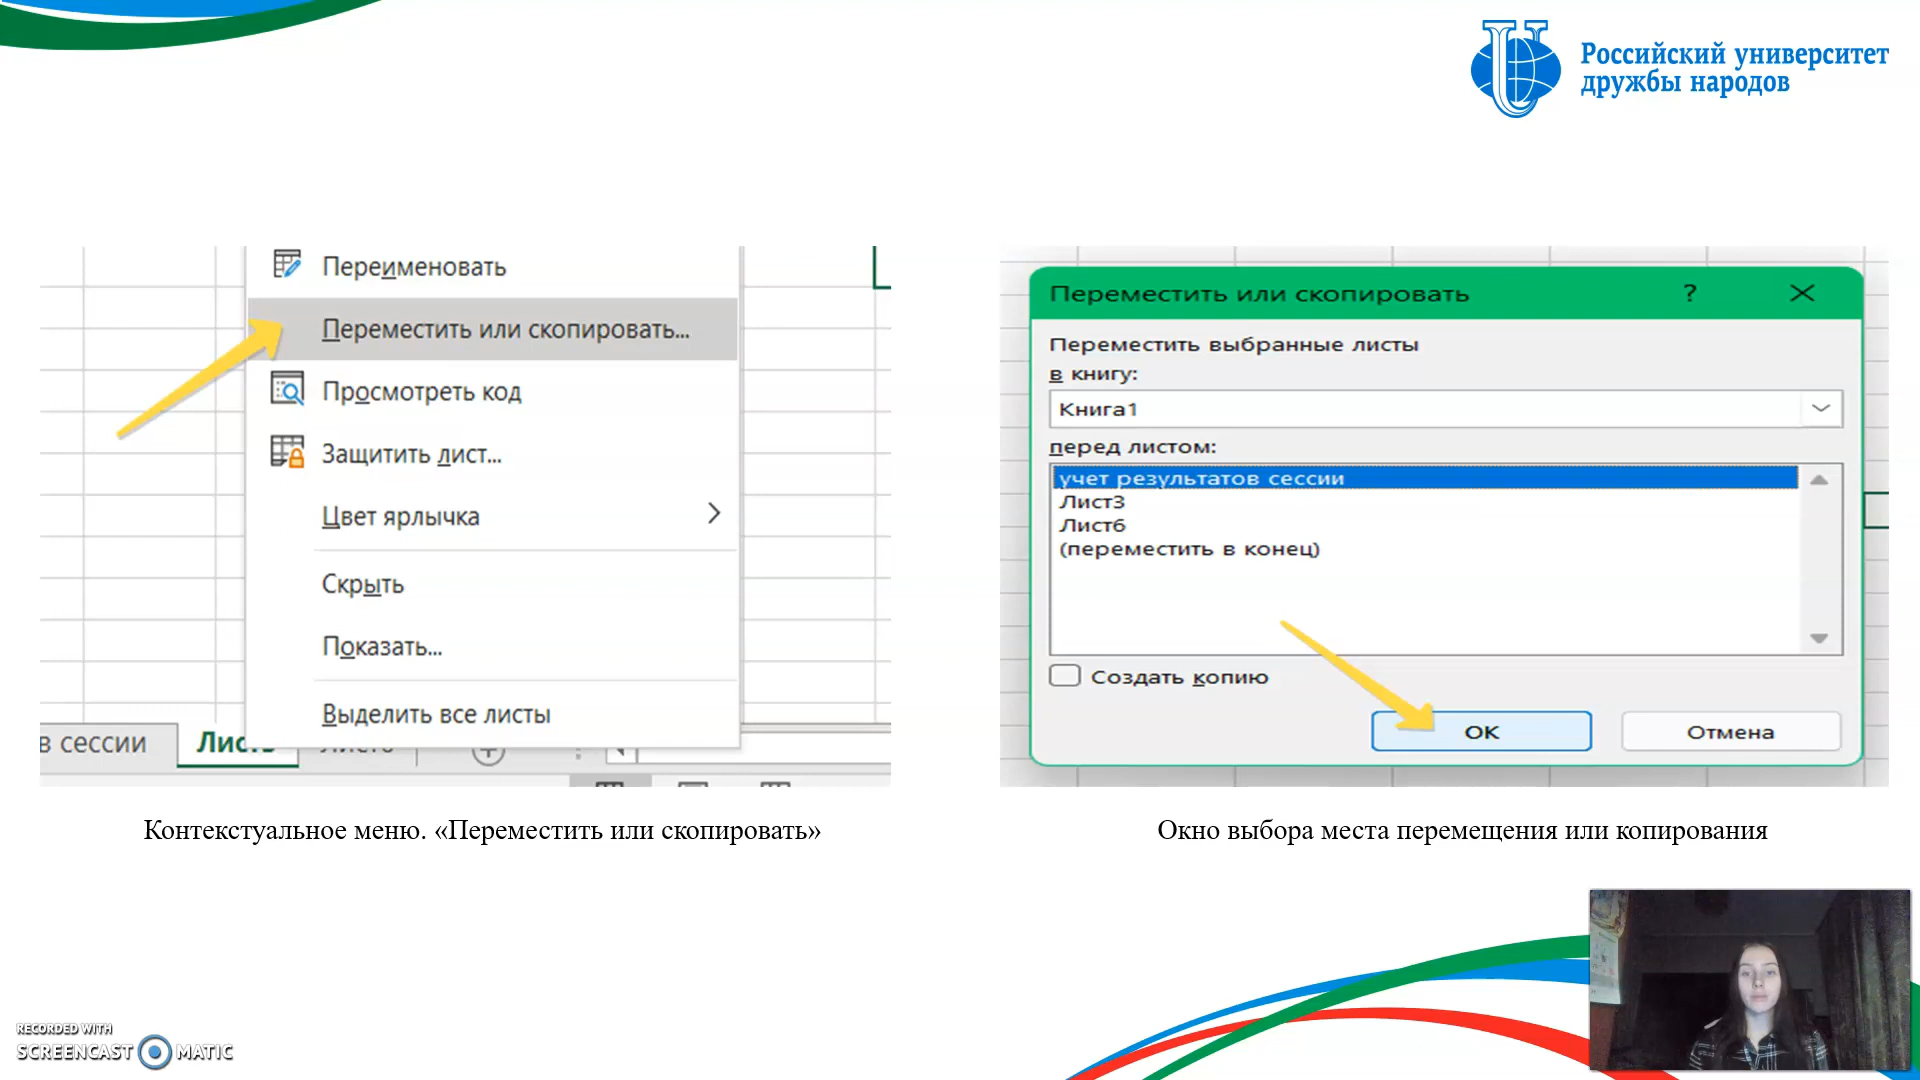 Российский университет
дружбы народов
Переименовать
Переместить или скопировать...
Просмотреть код
Защитить лист...
Цвет ярлычка
Скрыть
Показать...
Выделить все листы
в сессии
Контекстуальное меню. «Переместить или скопировать»
Переместить или скопировать
?
Переместить выбранные листы
в книгу:
Книга1
перед листом:
учет результатов сессии
Лист3
Лист6
(переместить в конец)
Создать копию
ОК
Отмена
Окно выбора места перемещения или копирования
RECORDED WITH
SCREENCAST MATIC